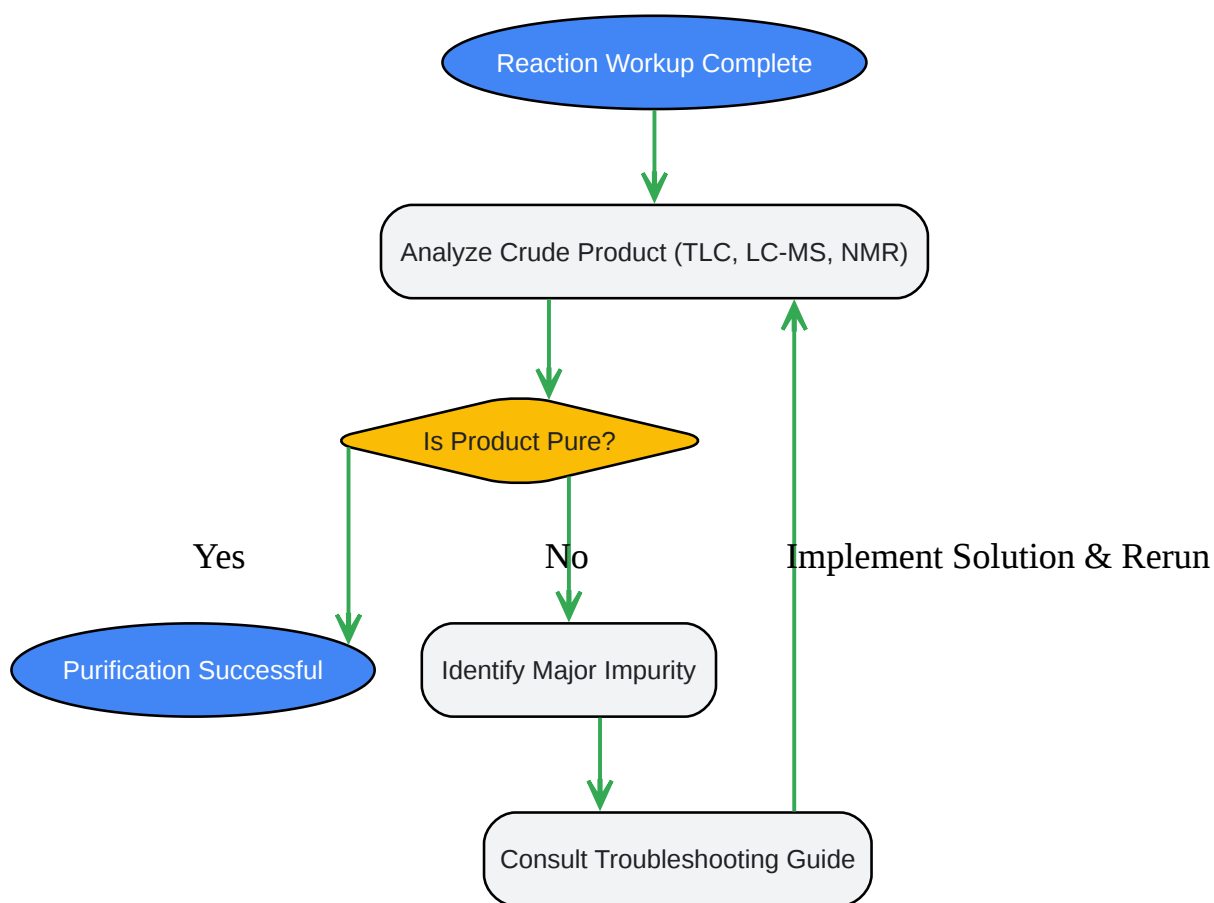 Reaction Workup Complete
Analyze Crude Product (TLC, LC-MS, NMR)
Is Product Pure?
Yes
No
Implement Solution & Rerun
Purification Successful
Identify Major Impurity
Consult Troubleshooting Guide